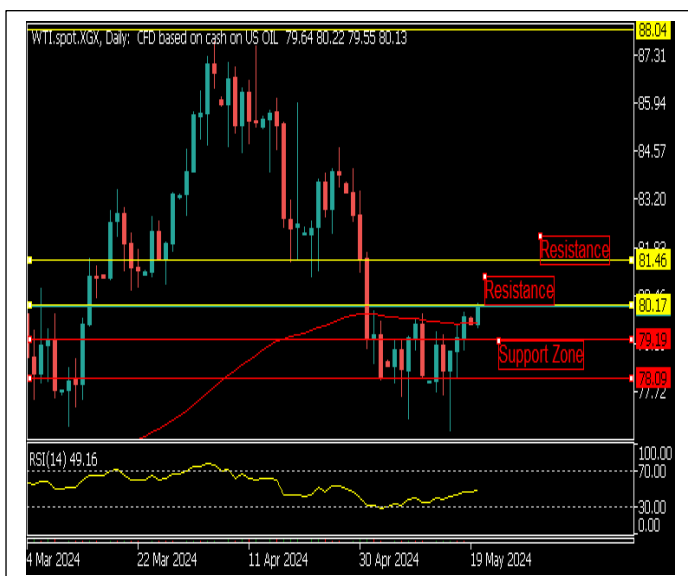 WTI.spot.XGX, Daily: CFD based on cash on US OIL 79.64 80.22 79.55 80.13
88.04
87.31
85.94
84.57
83.20
Resistance
81.46
Resistance
80.17
79.19
Support Zone
78.09
77.72
RSI(14) 49.16
100.00
70.00
30.00
0.00
4 Mar 2024 22 Mar 2024 11 Apr 2024 30 Apr 2024 19 May 2024